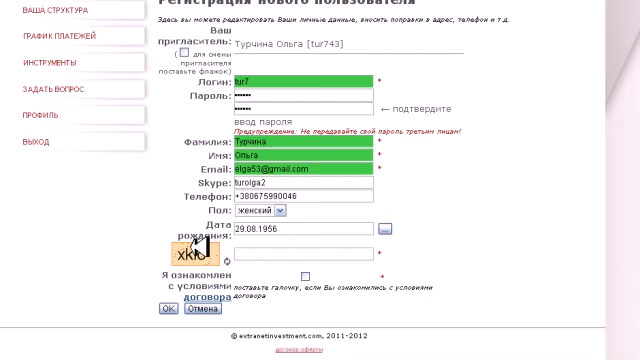 Регистрация нового пользователя
ВАША СТРУКТУРА
ГРАФИК ПЛАТЕЖЕЙ
ИНСТРУМЕНТЫ
ЗАДАТЬ ВОПРОС
ПРОФИЛЬ
ВЫХОД
Здесь вы можете редактировать Ваши личные данные, вносить поправки в адрес, телефон и т.д.
Ваш
пригласитель: Турчина Ольга [tur743]
( для смены
пригласителя
поставьте флажок)
Логин: tur7 *
Пароль: ••••••
•••••• ← подтвердите
ввод пароля
Предупреждение: Не передавайте свой пароль третьим лицам!
Фамилия: Турчина *
Имя: Ольга *
Email: elga53@gmail.com *
Skype: turolga2
Телефон: +380675990046
Пол: женский
Дата
рождения: 29.08.1956 ...
*
Я ознакомлен *
с условиями поставьте галочку, если Вы ознакомились с условиями
договора договора
OK Отмена
© extranetinvestment.com, 2011-2012
договор оферты